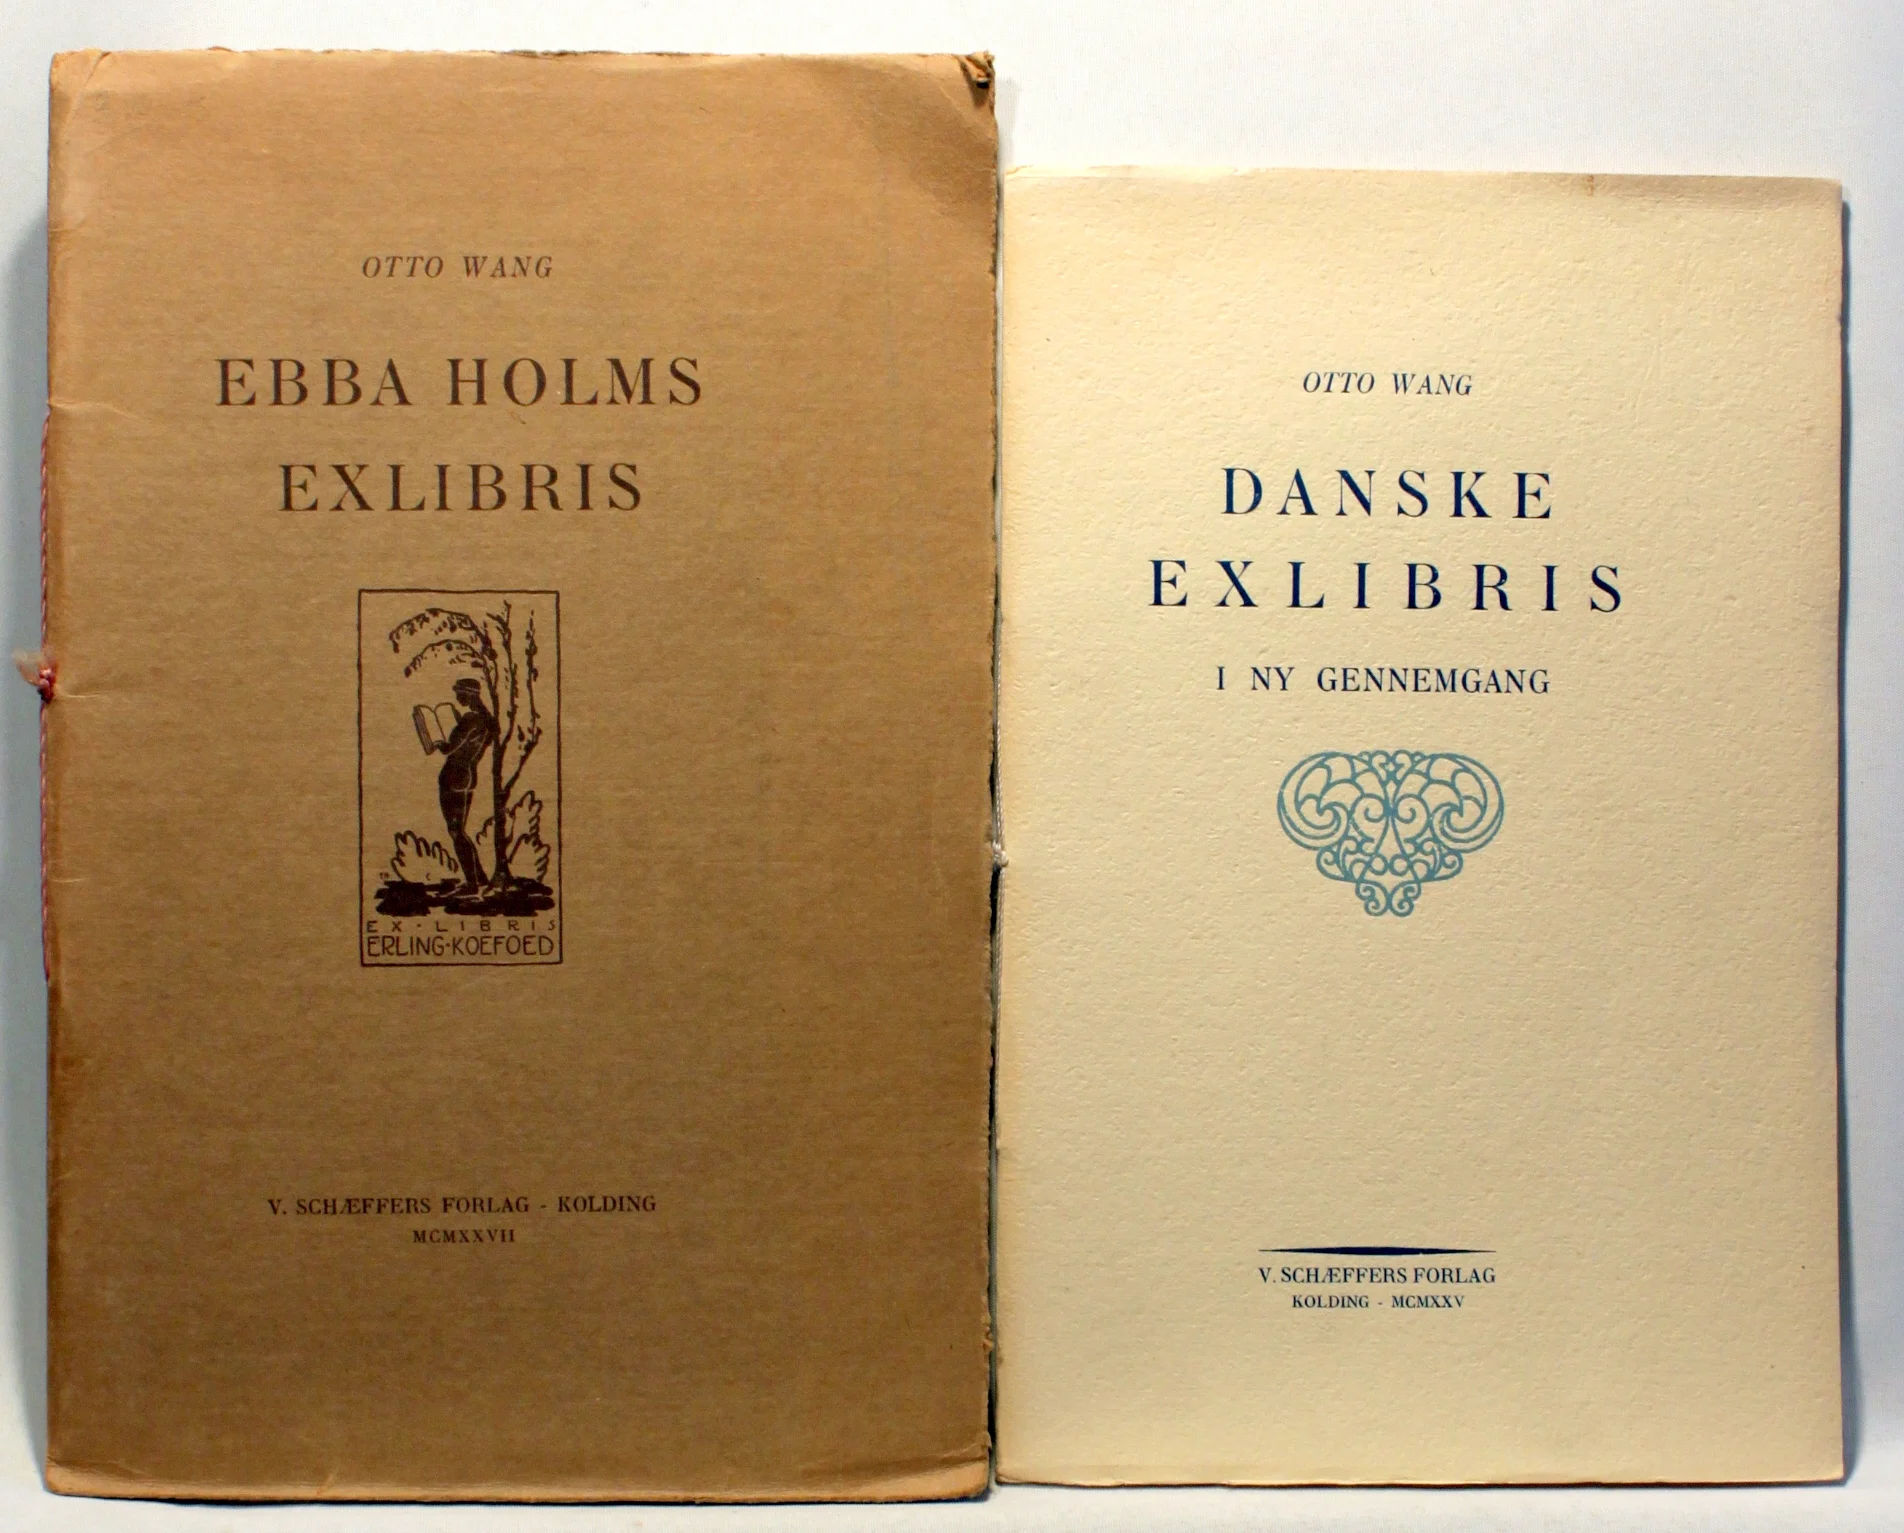 OTTO WANG
EBBA HOLMS
EXLIBRIS
EX·LIBRIS
ERLING·KOEFOED
V. SCHÆFFERS FORLAG - KOLDING
MCMXXVII
OTTO WANG
DANSKE
EXLIBRIS
I NY GENNEMGANG
V. SCHÆFFERS FORLAG
KOLDING - MCMXXV